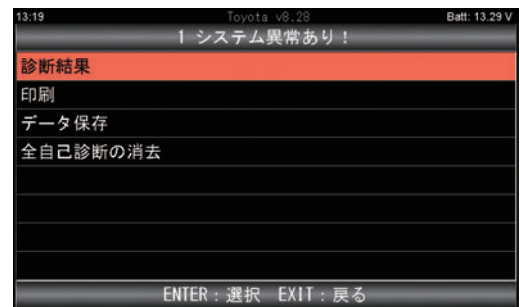 13:19 Toyota v8.28 Batt: 13.29 V
1 システム異常あり！
診断結果
印刷
データ保存
全自己診断の消去
ENTER：選択 EXIT：戻る